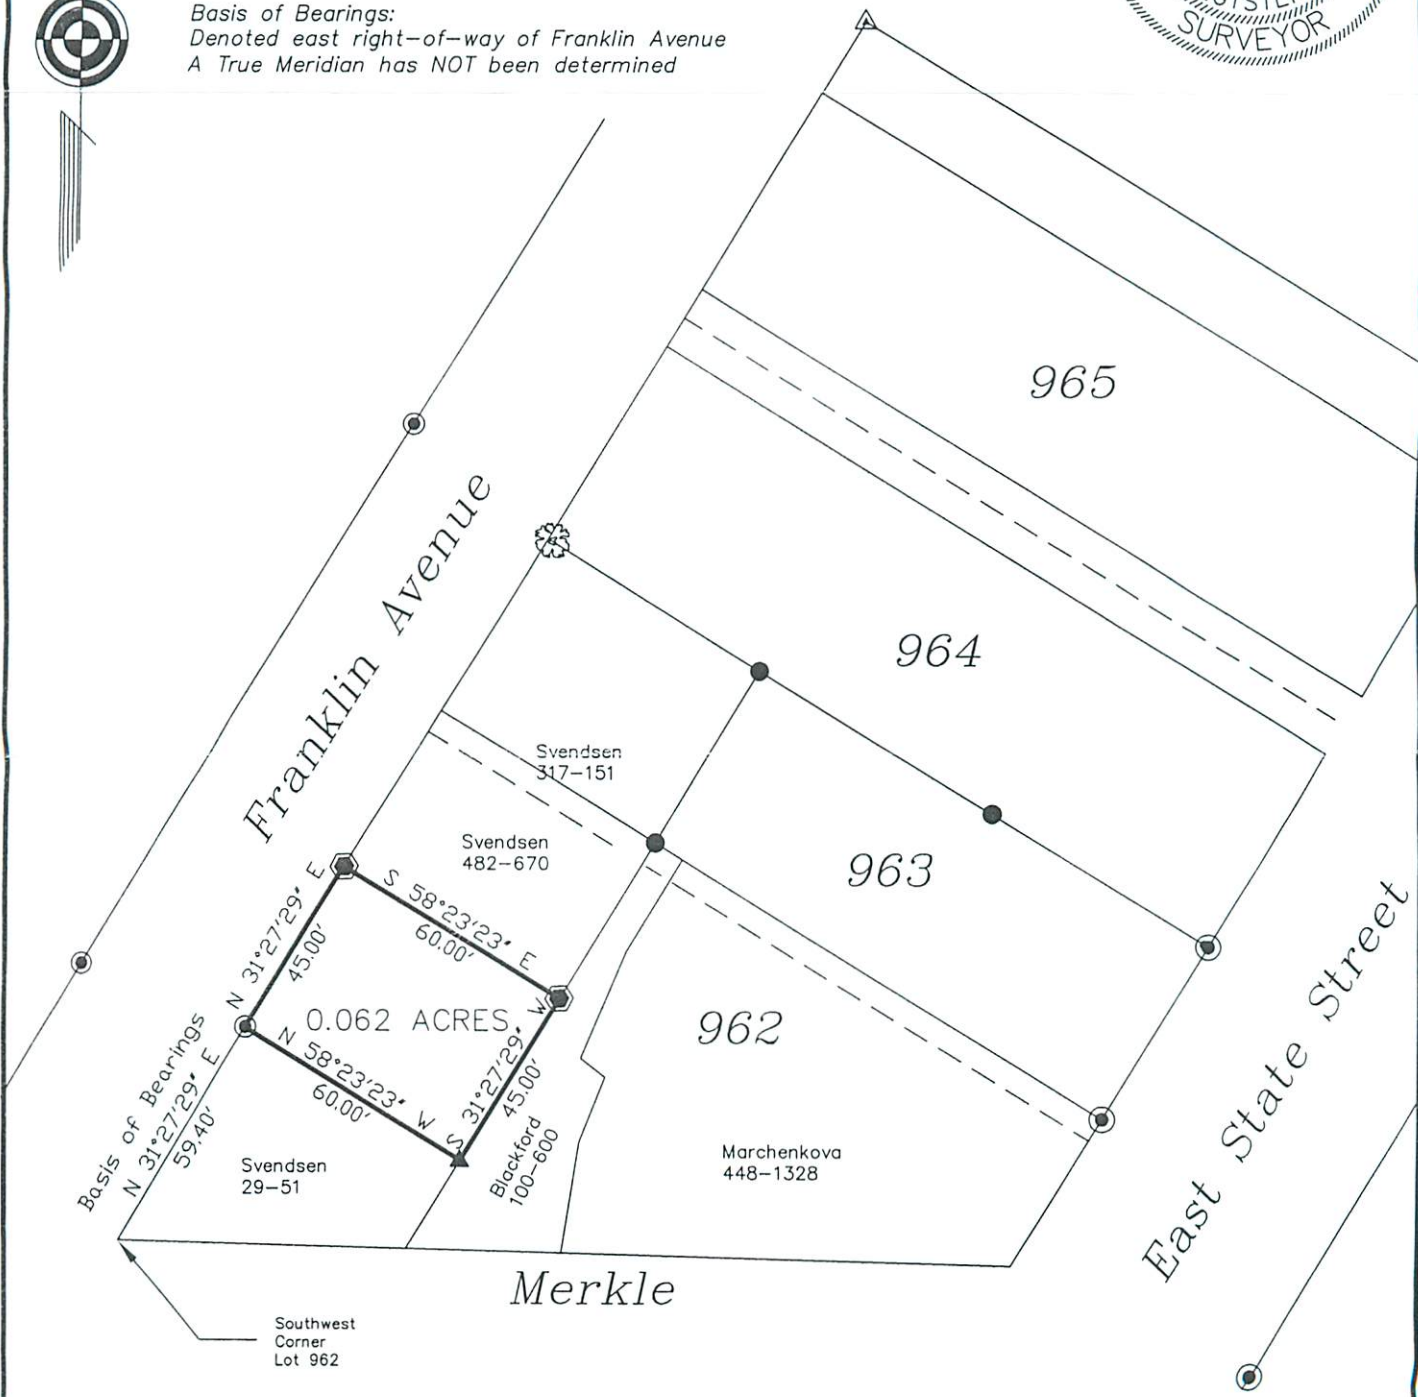 Basis of Bearings:
Denoted east right-of-way of Franklin Avenue
A True Meridian has NOT been determined
SURVEYOR
965
Franklin Avenue
964
Svendsen
317-151
Svendsen
482-670
963
S 58°23'23" E
60.00'
N 31°27'29" E
45.00'
0.062 ACRES
962
N 58°23'23" W
60.00'
S 31°27'29" W
45.00'
Basis of Bearings
N 31°27'29" E
59.40'
Svendsen
29-51
Blackford
100-600
Marchenkova
448-1328
East State Street
Merkle
Southwest
Corner
Lot 962